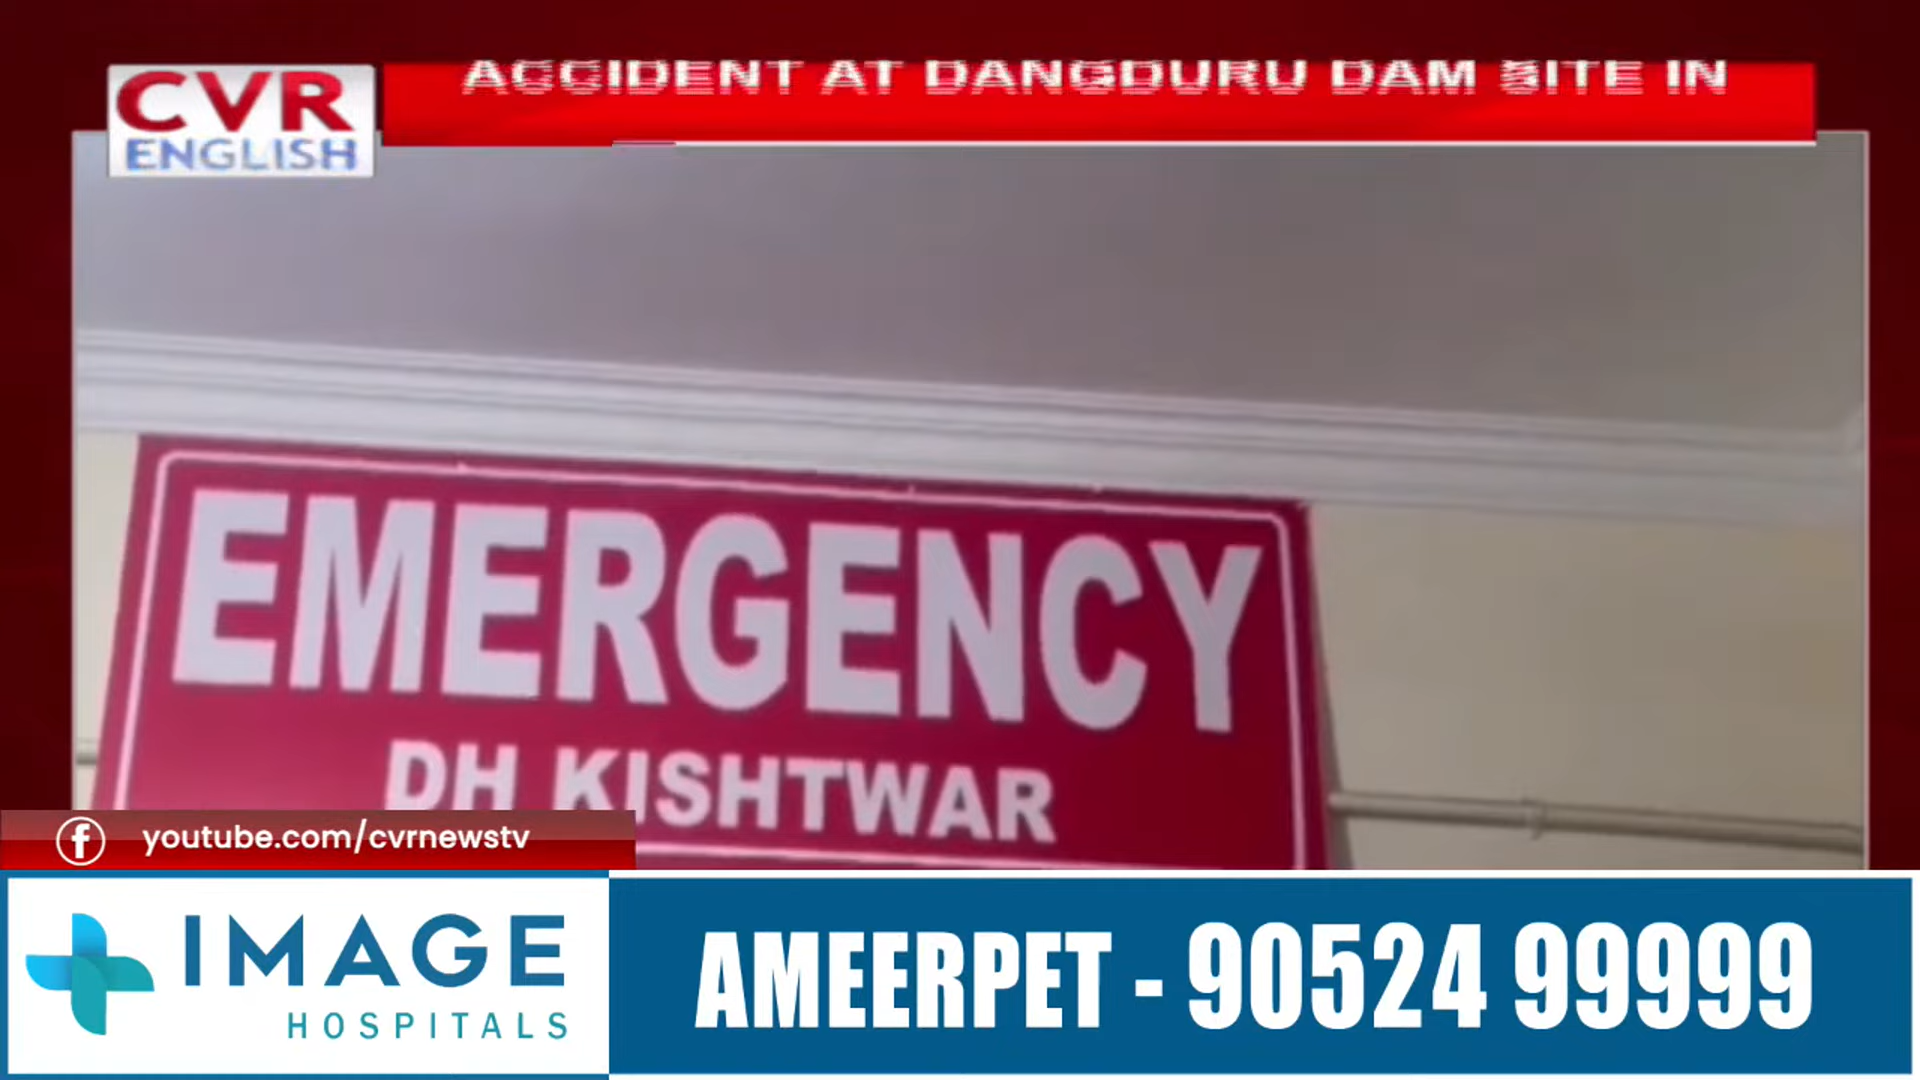 CVR
ENGLISH
ACCIDENT AT DANGDURU DAM SITE IN
EMERGENCY
DH KISHTWAR
youtube.com/cvrnewstv
IMAGE
HOSPITALS
AMEERPET - 90524 99999